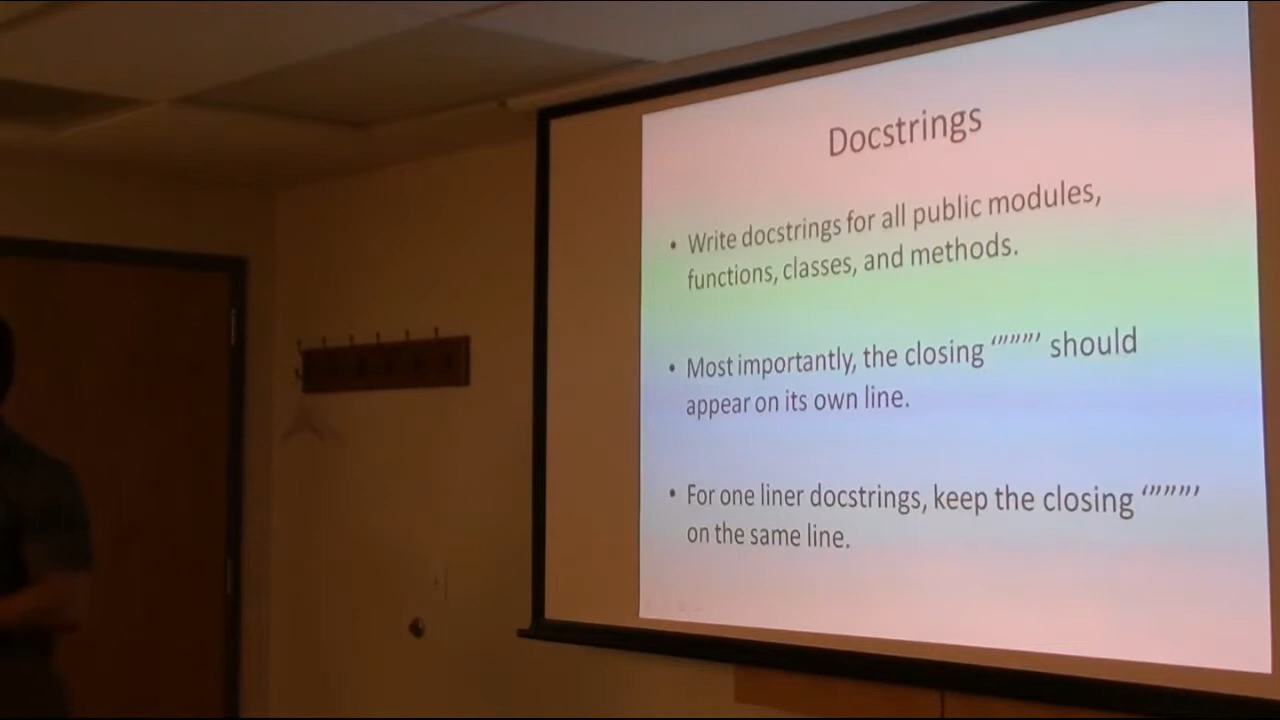 Docstrings
• Write docstrings for all public modules,
functions, classes, and methods.
• Most importantly, the closing ‘”””’ should
appear on its own line.
• For one liner docstrings, keep the closing ‘”””’
on the same line.